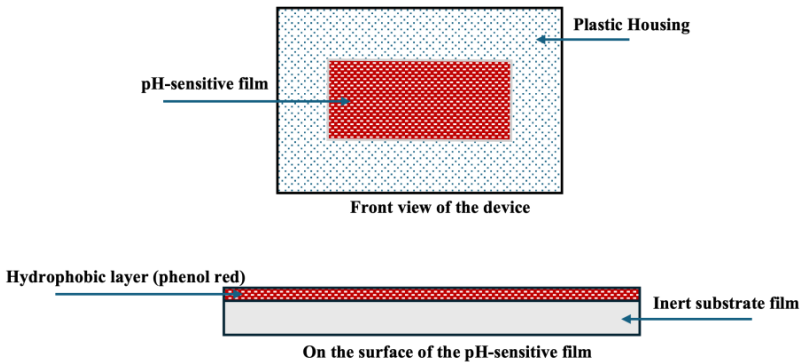 Plastic Housing
pH-sensitive film
Front view of the device
Hydrophobic layer (phenol red)
Inert substrate film
On the surface of the pH-sensitive film